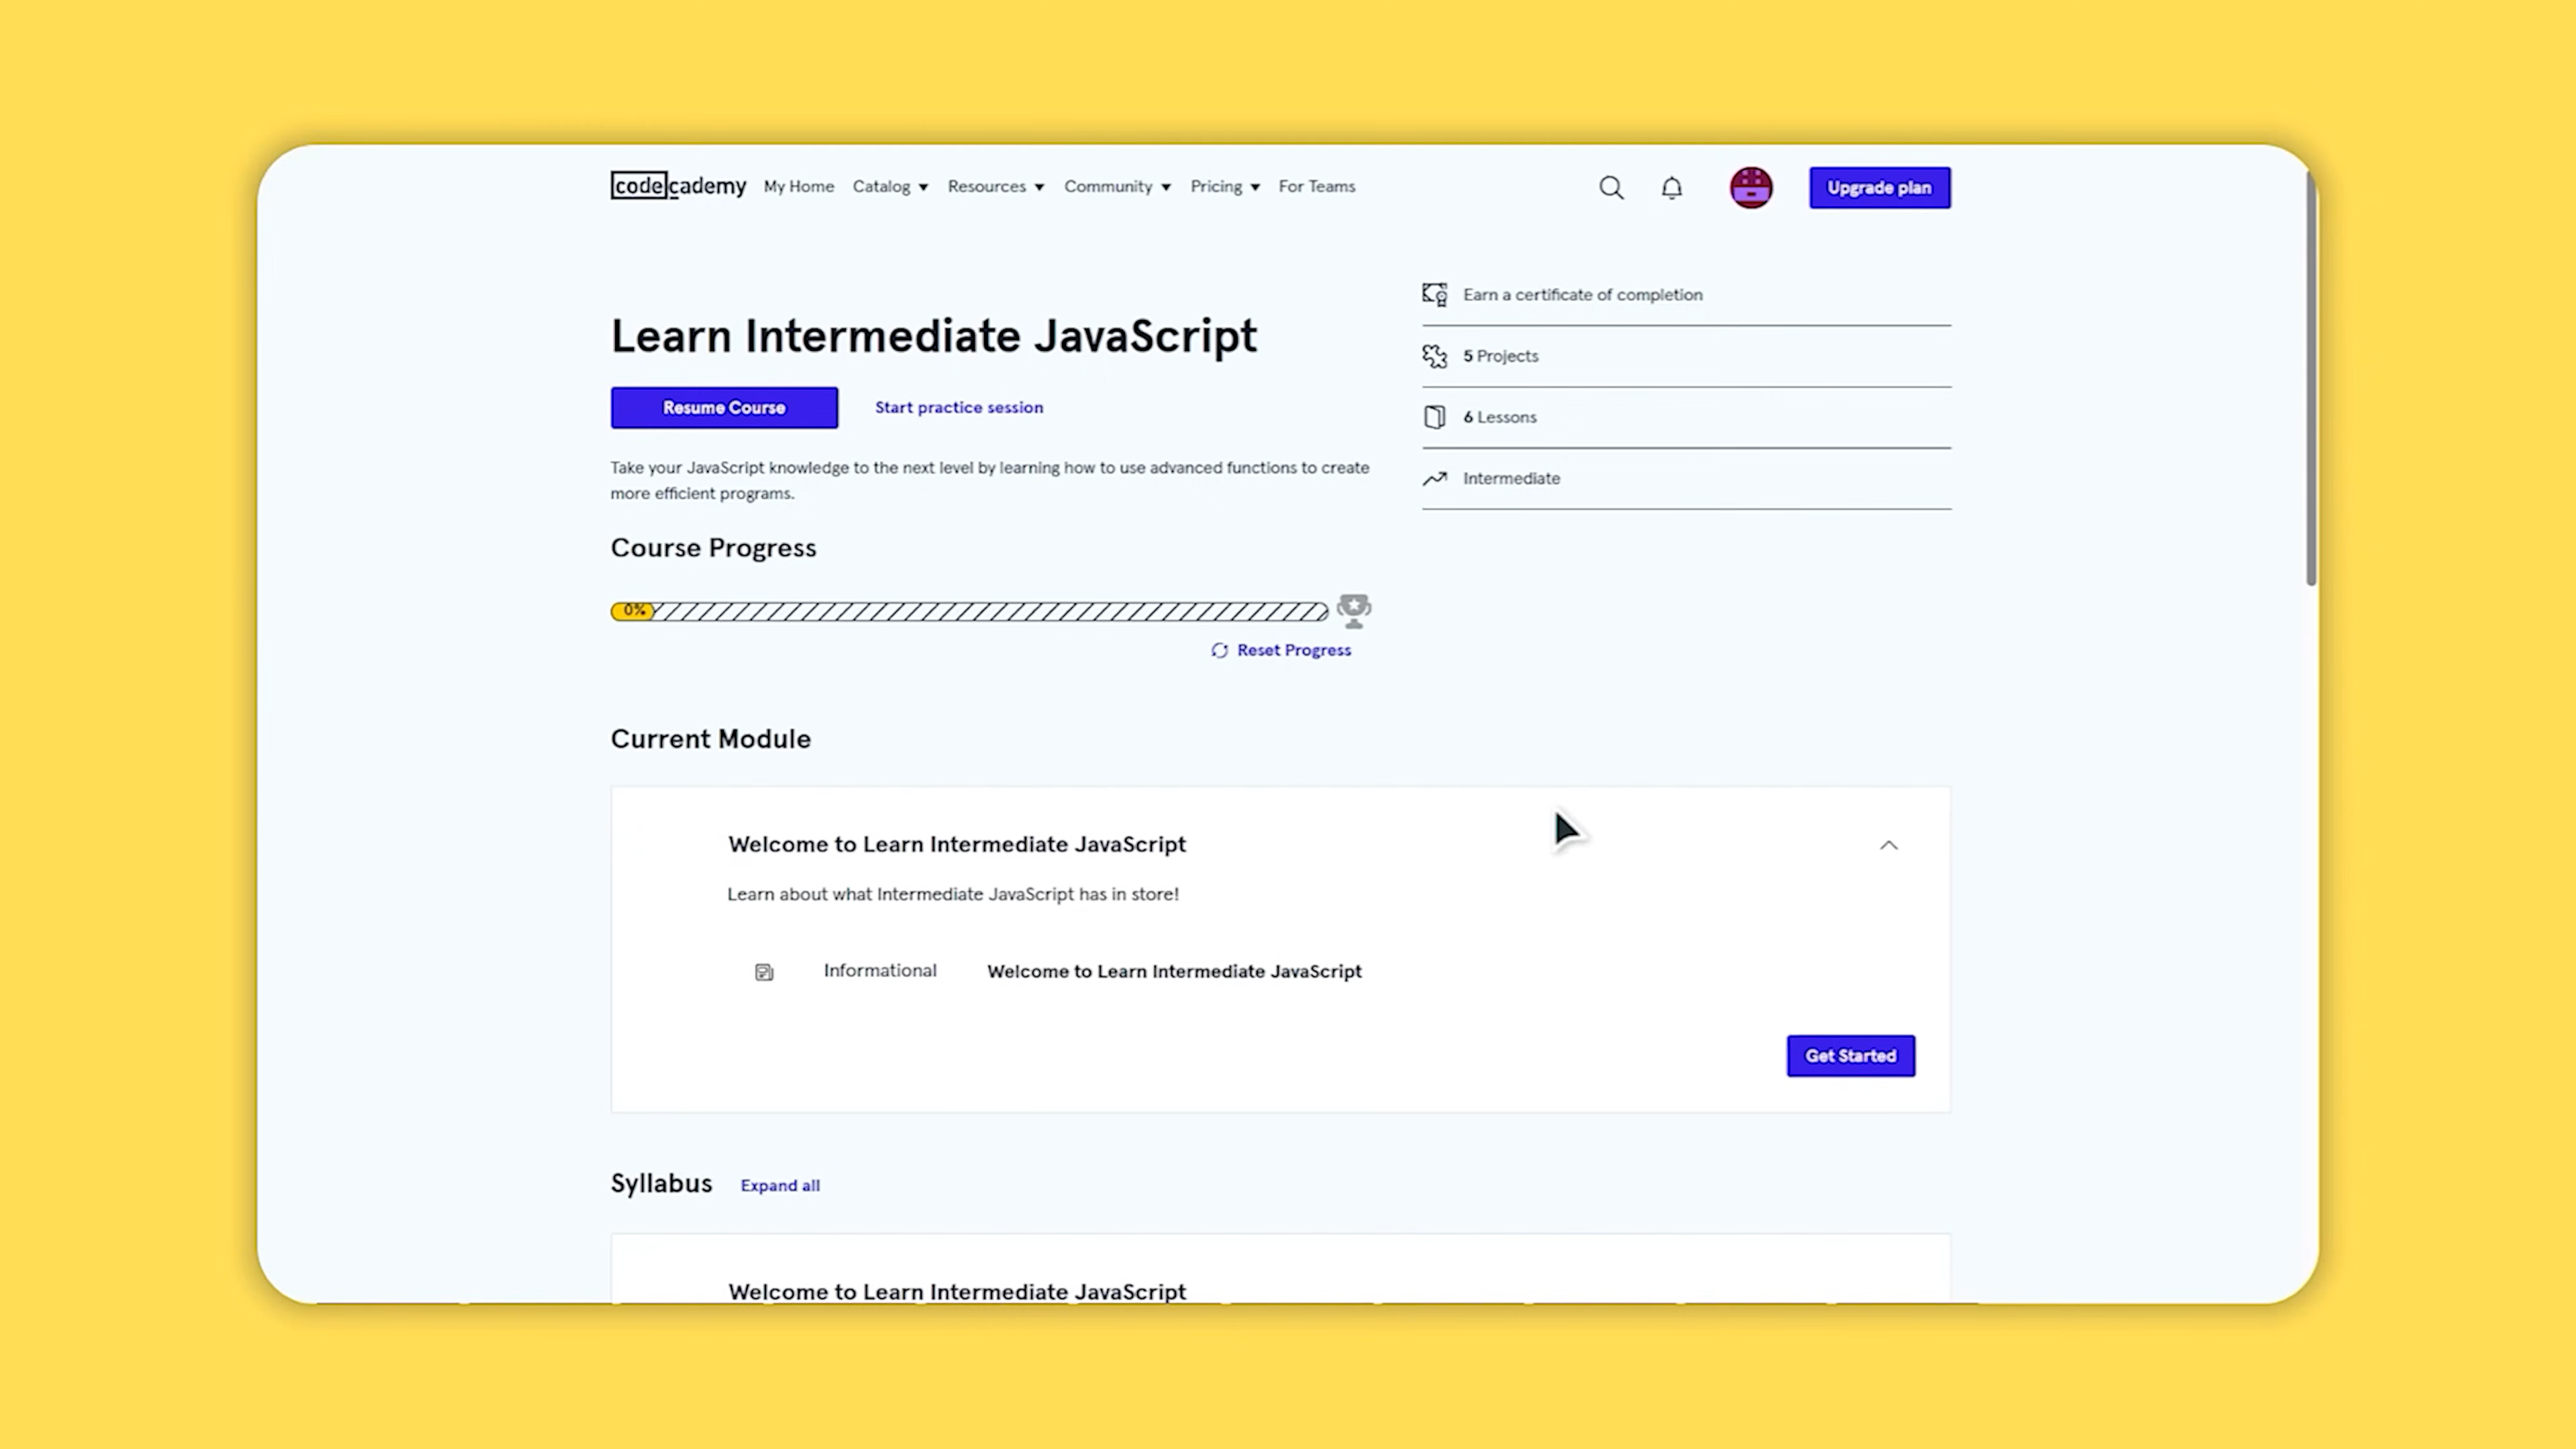 codecademy My Home Catalog Resources Community Pricing For Teams Upgrade plan
Learn Intermediate JavaScript
Resume Course Start practice session
Take your JavaScript knowledge to the next level by learning how to use advanced functions to create
more efficient programs.
Earn a certificate of completion
5 Projects
6 Lessons
Intermediate
Course Progress
0%
Reset Progress
Current Module
Welcome to Learn Intermediate JavaScript
Learn about what Intermediate JavaScript has in store!
Informational Welcome to Learn Intermediate JavaScript
Get Started
Syllabus Expand all
Welcome to Learn Intermediate JavaScript